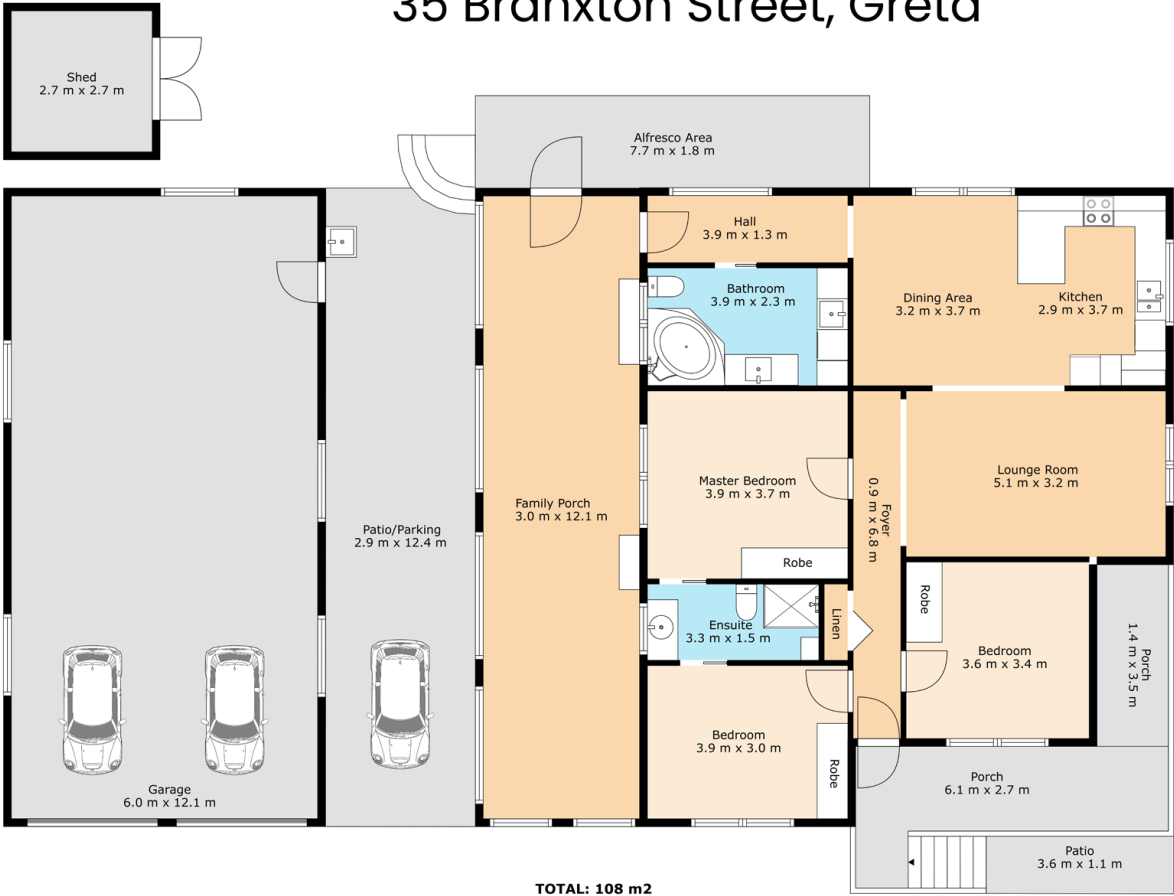 35 Branxton Street, Greta
Shed
2.7 m x 2.7 m
Alfresco Area
7.7 m x 1.8 m
Hall
3.9 m x 1.3 m
Bathroom
3.9 m x 2.3 m
Dining Area
3.2 m x 3.7 m
Kitchen
2.9 m x 3.7 m
Master Bedroom
3.9 m x 3.7 m
Robe
Lounge Room
5.1 m x 3.2 m
Foyer
0.9 m x 6.8 m
Family Porch
3.0 m x 12.1 m
Patio/Parking
2.9 m x 12.4 m
Ensuite
3.3 m x 1.5 m
Linen
Robe
Bedroom
3.6 m x 3.4 m
Porch
1.4 m x 3.5 m
Bedroom
3.9 m x 3.0 m
Robe
Garage
6.0 m x 12.1 m
Porch
6.1 m x 2.7 m
Patio
3.6 m x 1.1 m
TOTAL: 108 m2